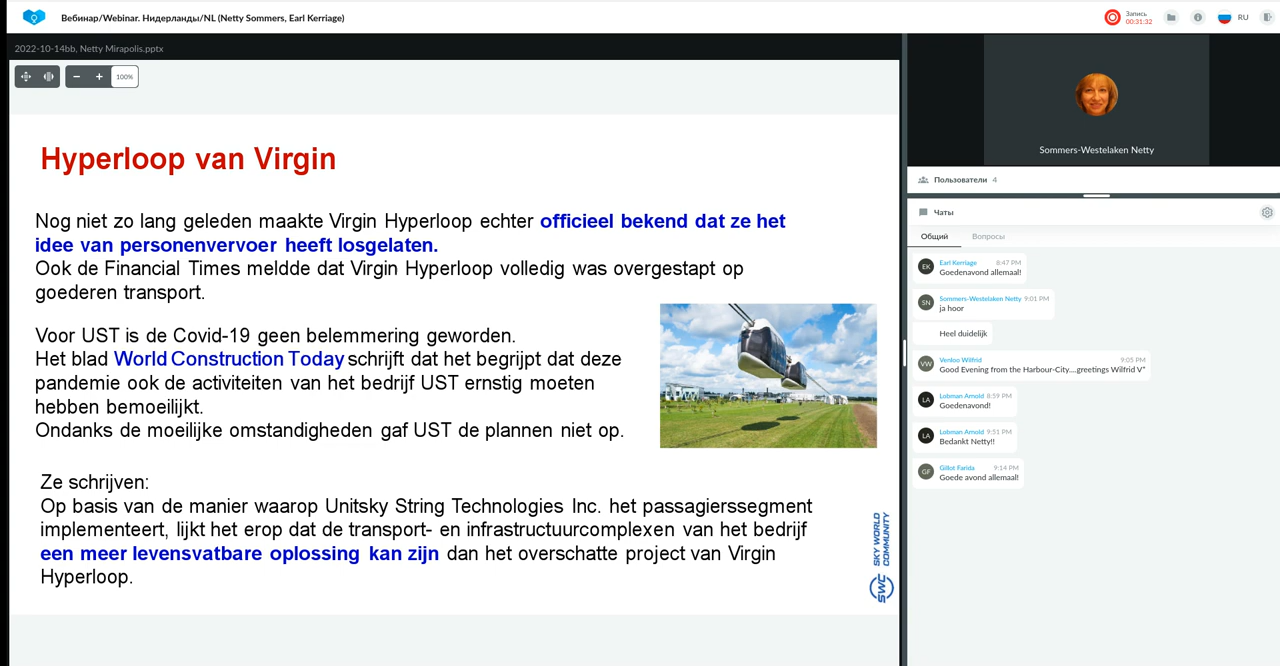 Вебинар/Webinar. Нидерланды/NL (Netty Sommers, Earl Kerriage)
Запись
00:31:32
RU
2022-10-14bb, Netty Mirapolis.pptx
100%
Hyperloop van Virgin
Nog niet zo lang geleden maakte Virgin Hyperloop echter officieel bekend dat ze het
idee van personenvervoer heeft losgelaten.
Ook de Financial Times meldde dat Virgin Hyperloop volledig was overgestapt op
goederen transport.
Voor UST is de Covid-19 geen belemmering geworden.
Het blad World Construction Today schrijft dat het begrijpt dat deze
pandemie ook de activiteiten van het bedrijf UST ernstig moeten
hebben bemoeilijkt.
Ondanks de moeilijke omstandigheden gaf UST de plannen niet op.
Ze schrijven:
Op basis van de manier waarop Unitsky String Technologies Inc. het passagierssegment
implementeert, lijkt het erop dat de transport- en infrastructuurcomplexen van het bedrijf
een meer levensvatbare oplossing kan zijn dan het overschatte project van Virgin
Hyperloop.
SWC SKY WORLD
COMMUNITY
Sommers-Westelaken Netty
Пользователи 4
Чаты
Общий Вопросы
EK Earl Kerriage 8:47 PM
Goedenavond allemaal!
SN Sommers-Westelaken Netty 9:01 PM
ja hoor
Heel duidelijk
VW Venloo Wilfrid 9:05 PM
Good Evening from the Harbour-City....greetings Wilfrid V"
LA Lobman Arnold 8:59 PM
Goedenavond!
LA Lobman Arnold 9:51 PM
Bedankt Netty!!
GF Gillot Farida 9:14 PM
Goede avond allemaal!